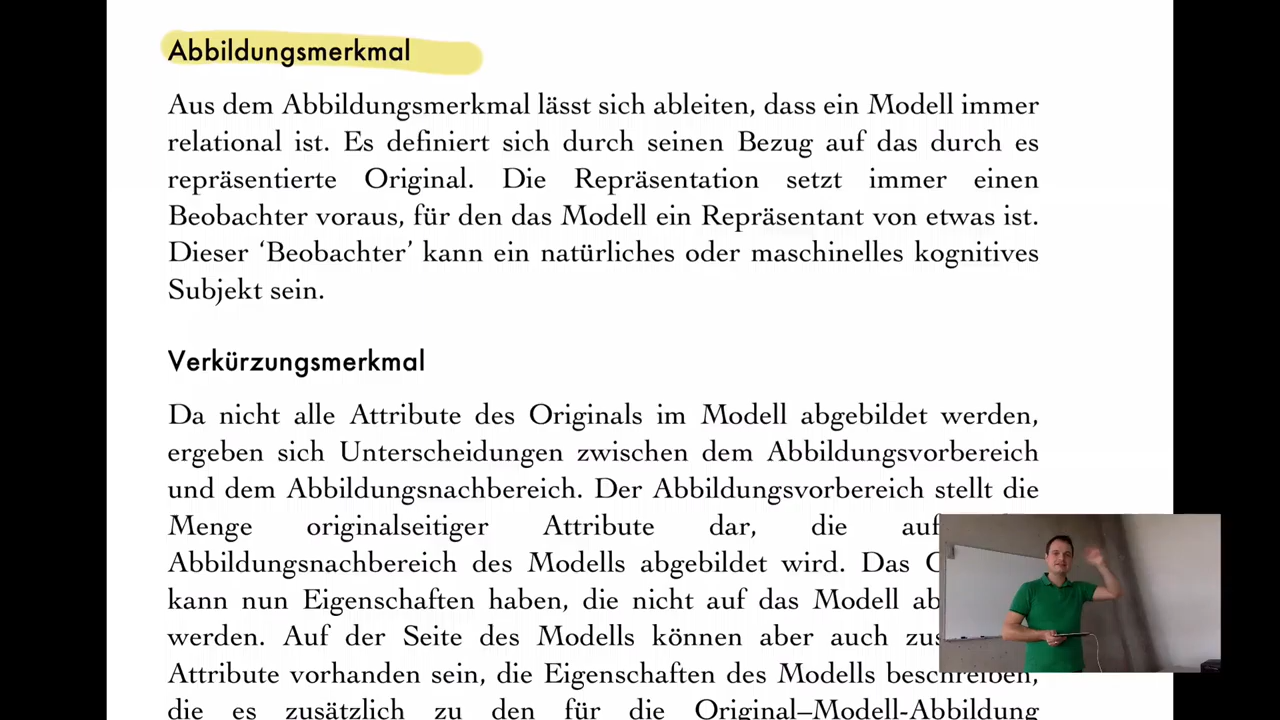 Abbildungsmerkmal
Aus dem Abbildungsmerkmal lässt sich ableiten, dass ein Modell immer
relational ist. Es definiert sich durch seinen Bezug auf das durch es
repräsentierte Original. Die Repräsentation setzt immer einen
Beobachter voraus, für den das Modell ein Repräsentant von etwas ist.
Dieser ‘Beobachter’ kann ein natürliches oder maschinelles kognitives
Subjekt sein.
Verkürzungsmerkmal
Da nicht alle Attribute des Originals im Modell abgebildet werden,
ergeben sich Unterscheidungen zwischen dem Abbildungsvorbereich
und dem Abbildungsnachbereich. Der Abbildungsvorbereich stellt die
Menge originalseitiger Attribute dar, die auf
Abbildungsnachbereich des Modells abgebildet wird. Das
kann nun Eigenschaften haben, die nicht auf das Modell
werden. Auf der Seite des Modells können aber auch
Attribute vorhanden sein, die Eigenschaften des Modells beschreiben,
die es zusätzlich zu den für die Original–Modell-Abbildung